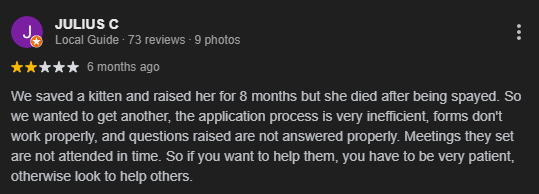 J
JULIUS C
Local Guide · 73 reviews · 9 photos
6 months ago
We saved a kitten and raised her for 8 months but she died after being spayed. So
we wanted to get another, the application process is very inefficient, forms don't
work properly, and questions raised are not answered properly. Meetings they set
are not attended in time. So if you want to help them, you have to be very patient,
otherwise look to help others.